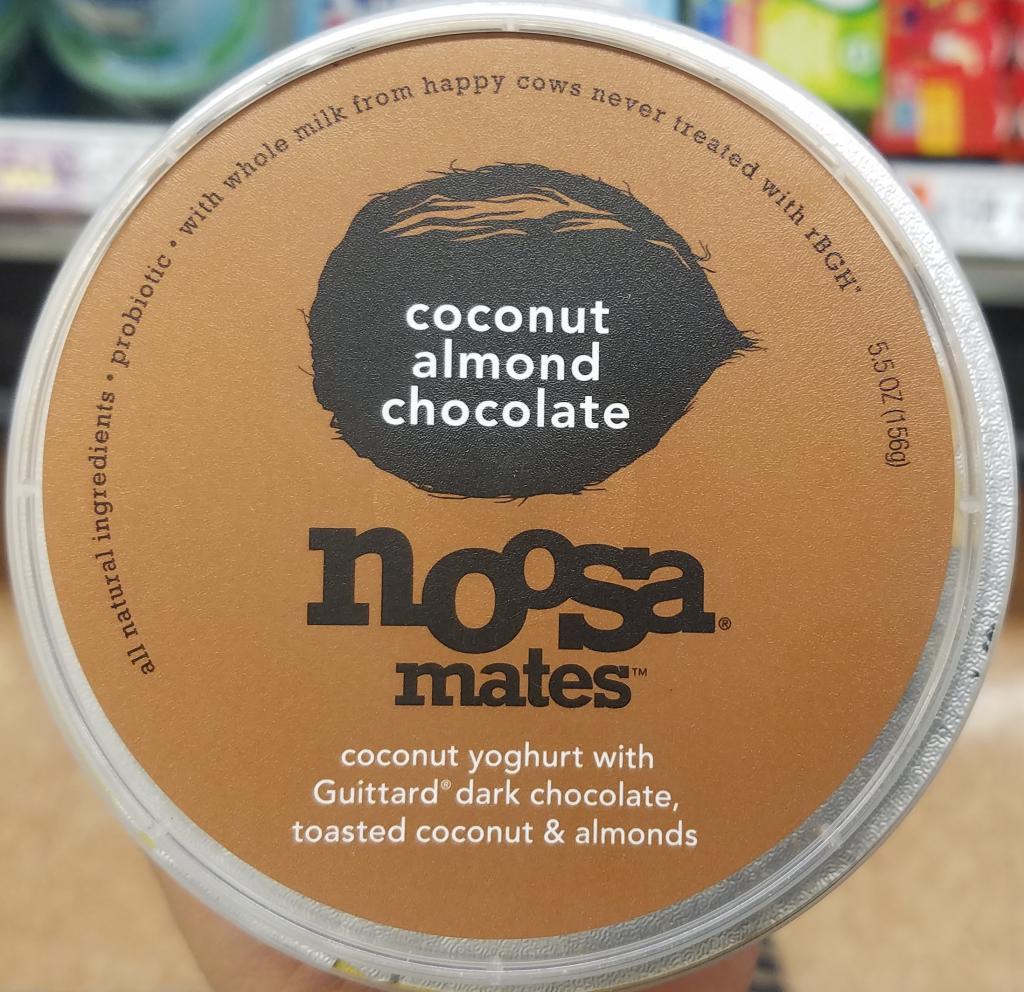 all natural ingredients • probiotic • with whole milk from happy cows never treated with rBGH*
5.5 OZ (156g)
coconut
almond
chocolate
noosa®
mates™
coconut yoghurt with
Guittard® dark chocolate,
toasted coconut & almonds